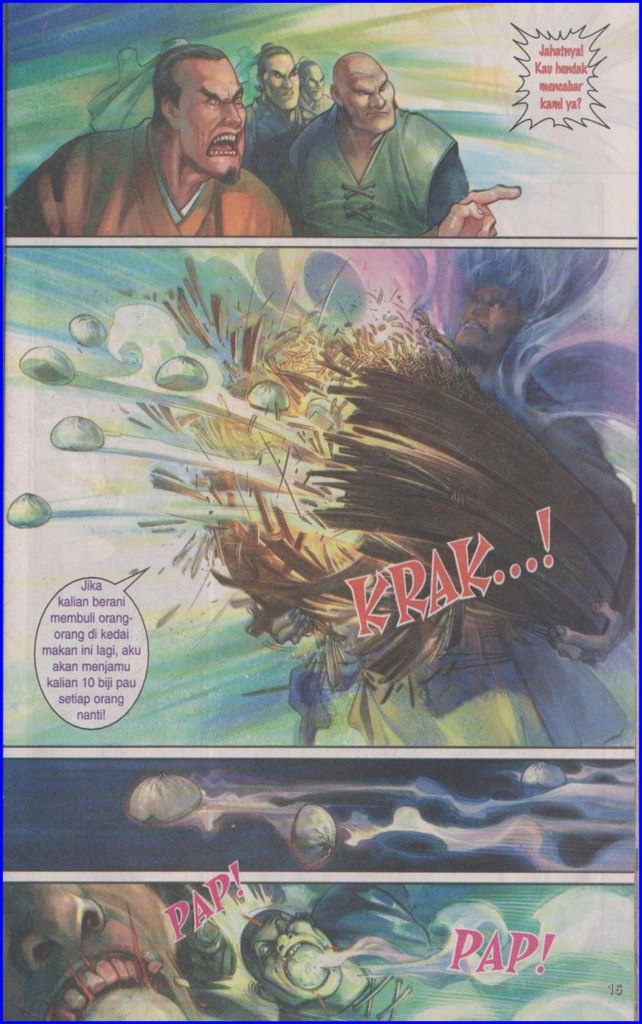 Jahatnya!
Kau hendak
mencabar
kami ya?
KRAK...!
Jika
kalian berani
membuli orang-
orang di kedai
makan ini lagi, aku
akan menjamu
kalian 10 biji pau
setiap orang
nanti!
PAP!
PAP!
15